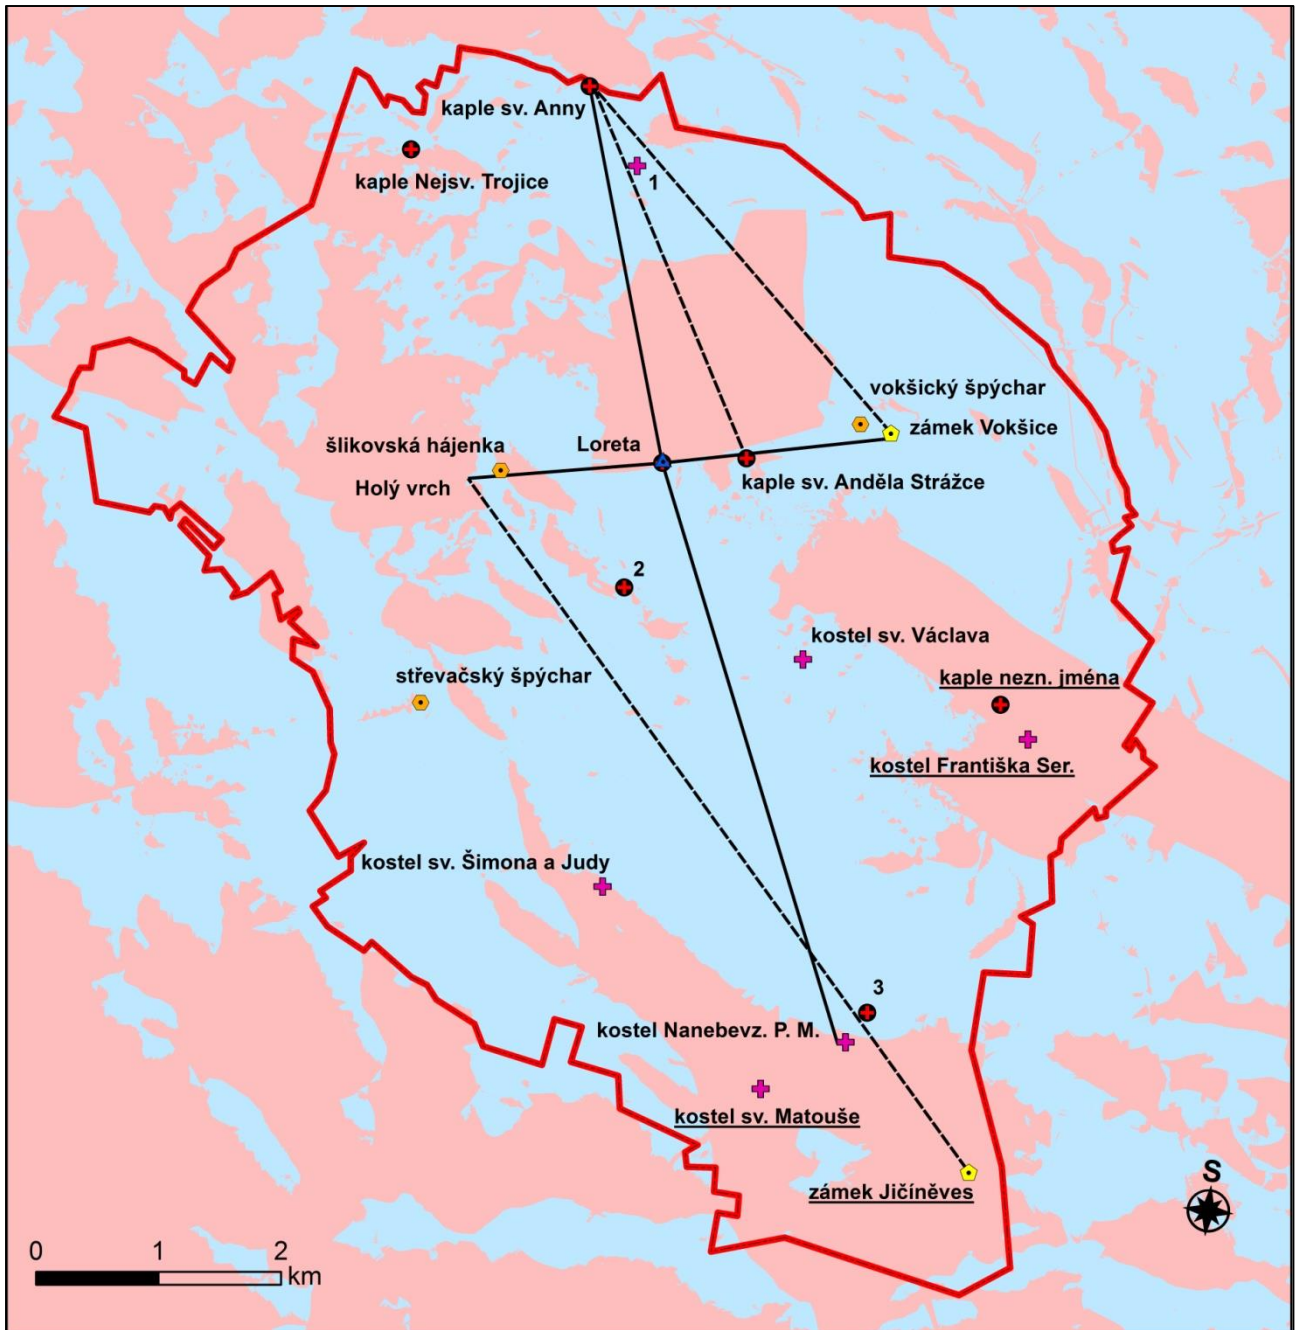 kaple sv. Anny
kaple Nejsv. Trojice
1
vokšický špýchar
zámek Vokšice
šlikovská hájenka
Loreta
Holý vrch
kaple sv. Anděla Strážce
2
kostel sv. Václava
střevačský špýchar
kaple nezn. jména
kostel Františka Ser.
kostel sv. Šimona a Judy
3
kostel Nanebevz. P. M.
kostel sv. Matouše
zámek Jičíněves
S
0 1 2
km